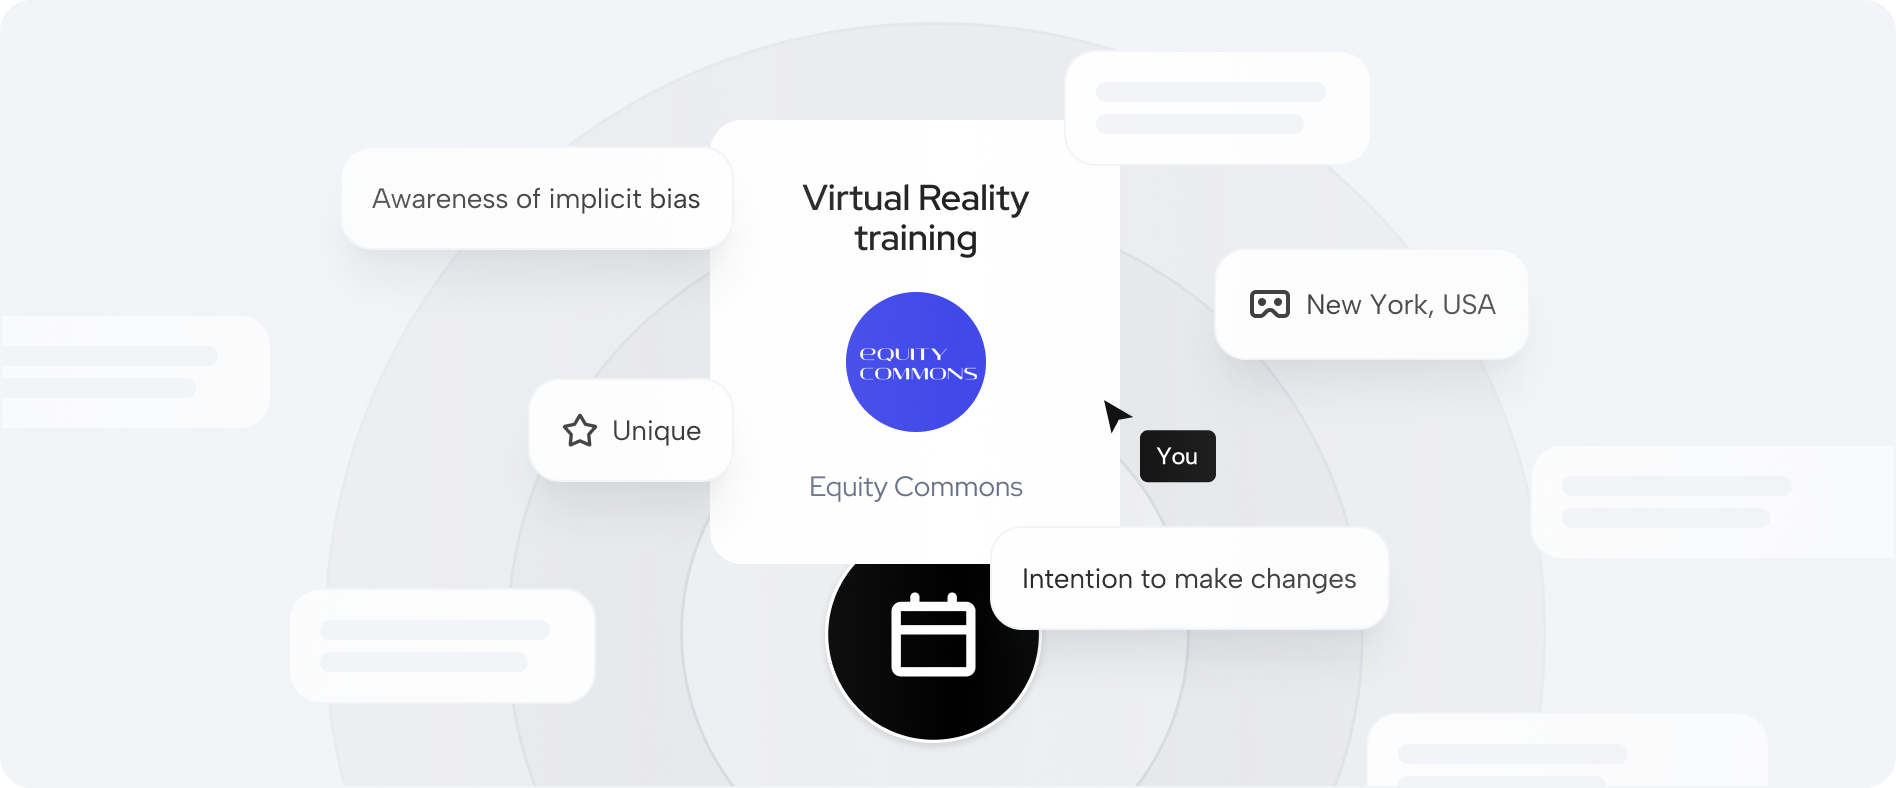 Awareness of implicit bias
Virtual Reality
training
New York, USA
EQUITY
COMMONS
Unique
You
Equity Commons
Intention to make changes